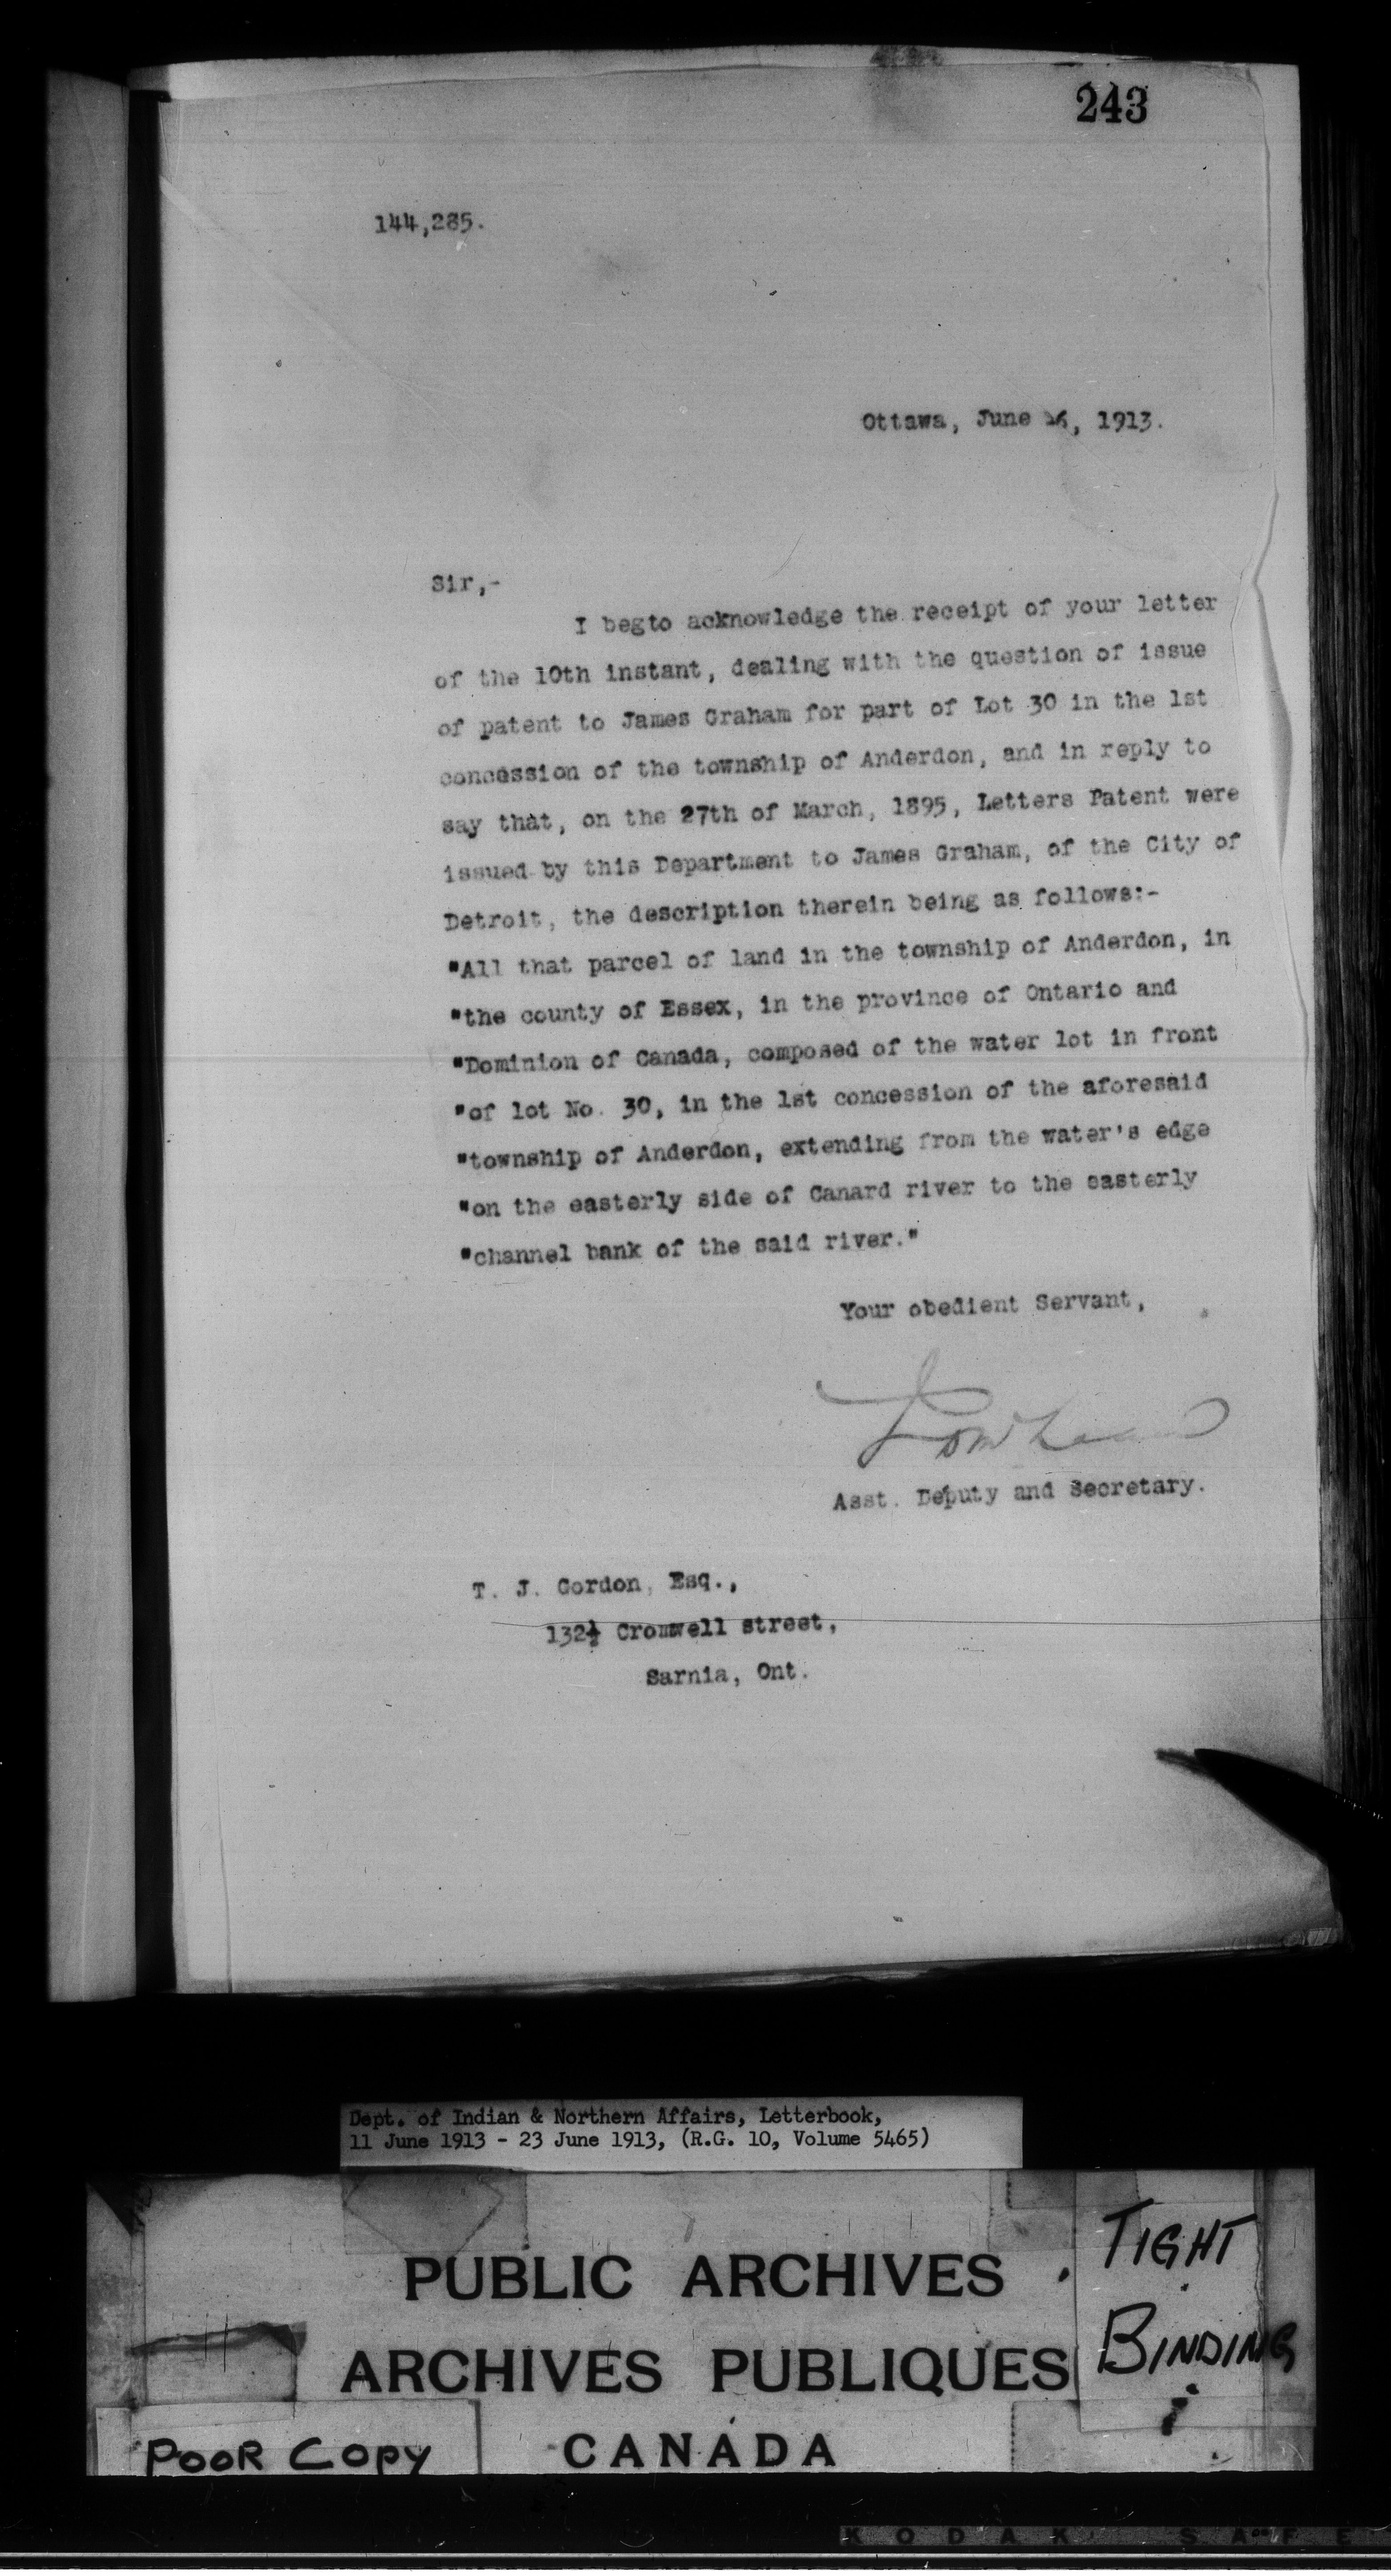 243
144,285.
Ottawa, June 16, 1913.
Sir,-
I begto acknowledge the receipt of your letter
of the 10th instant, dealing with the question of issue
of patent to James Graham for part of Lot 30 in the 1st
concession of the township of Anderdon, and in reply to
say that, on the 27th of March, 1895, Letters Patent were
issued by this Department to James Graham, of the City of
Detroit, the description therein being as follows:-
"All that parcel of land in the township of Anderdon, in
"the county of Essex, in the province of Ontario and
"Dominion of Canada, composed of the water lot in front
"of lot No. 30, in the 1st concession of the aforesaid
"township of Anderdon, extending from the water's edge
"on the easterly side of Canard river to the easterly
"channel bank of the said river."
Your obedient Servant,
Asst. Deputy and Secretary.
T. J. Gordon, Esq.,
132½ Cromwell street,
Sarnia, Ont.
Dept. of Indian & Northern Affairs, Letterbook,
11 June 1913 - 23 June 1913, (R.G. 10, Volume 5465)
PUBLIC ARCHIVES
ARCHIVES PUBLIQUES
CANADA
TIGHT
BINDING
POOR COPY
KODAK SAFE